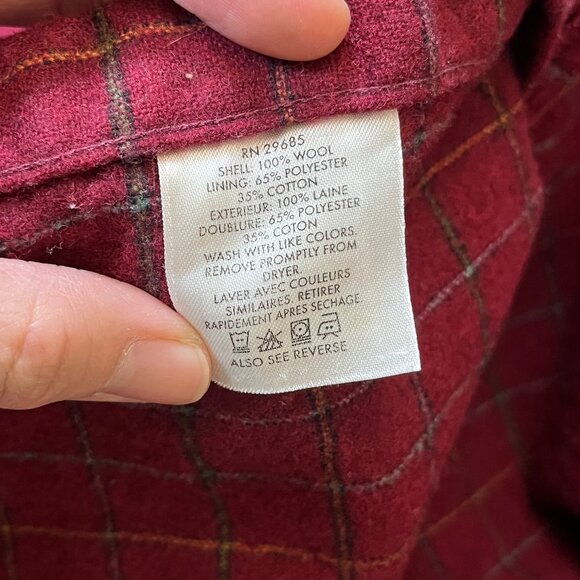 RN 29685
SHELL: 100% WOOL
LINING: 65% POLYESTER
35% COTTON
EXTERIEUR: 100% LAINE
DOUBLURE: 65% POLYESTER
35% COTON
WASH WITH LIKE COLORS.
REMOVE PROMPTLY FROM
DRYER.
LAVER AVEC COULEURS
SIMILAIRES, RETIRER
RAPIDEMENT APRES SECHAGE.
ALSO SEE REVERSE